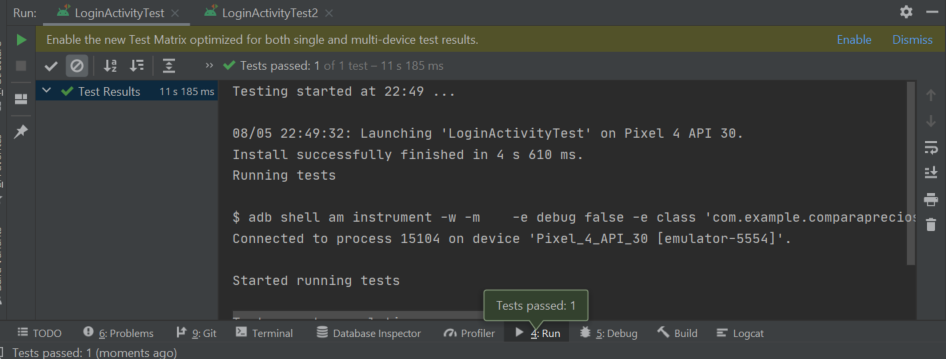 Run: LoginActivityTest LoginActivityTest2
Enable the new Test Matrix optimized for both single and multi-device test results. Enable Dismiss
Tests passed: 1 of 1 test – 11 s 185 ms
Test Results 11 s 185 ms
Testing started at 22:49 ...
08/05 22:49:32: Launching 'LoginActivityTest' on Pixel 4 API 30.
Install successfully finished in 4 s 610 ms.
Running tests
$ adb shell am instrument -w -m    -e debug false -e class 'com.example.comparaprecios
Connected to process 15104 on device 'Pixel_4_API_30 [emulator-5554]'.
Started running tests
Tests passed: 1
TODO 6: Problems 9: Git Terminal Database Inspector Profiler 4: Run 5: Debug Build Logcat
Tests passed: 1 (moments ago)